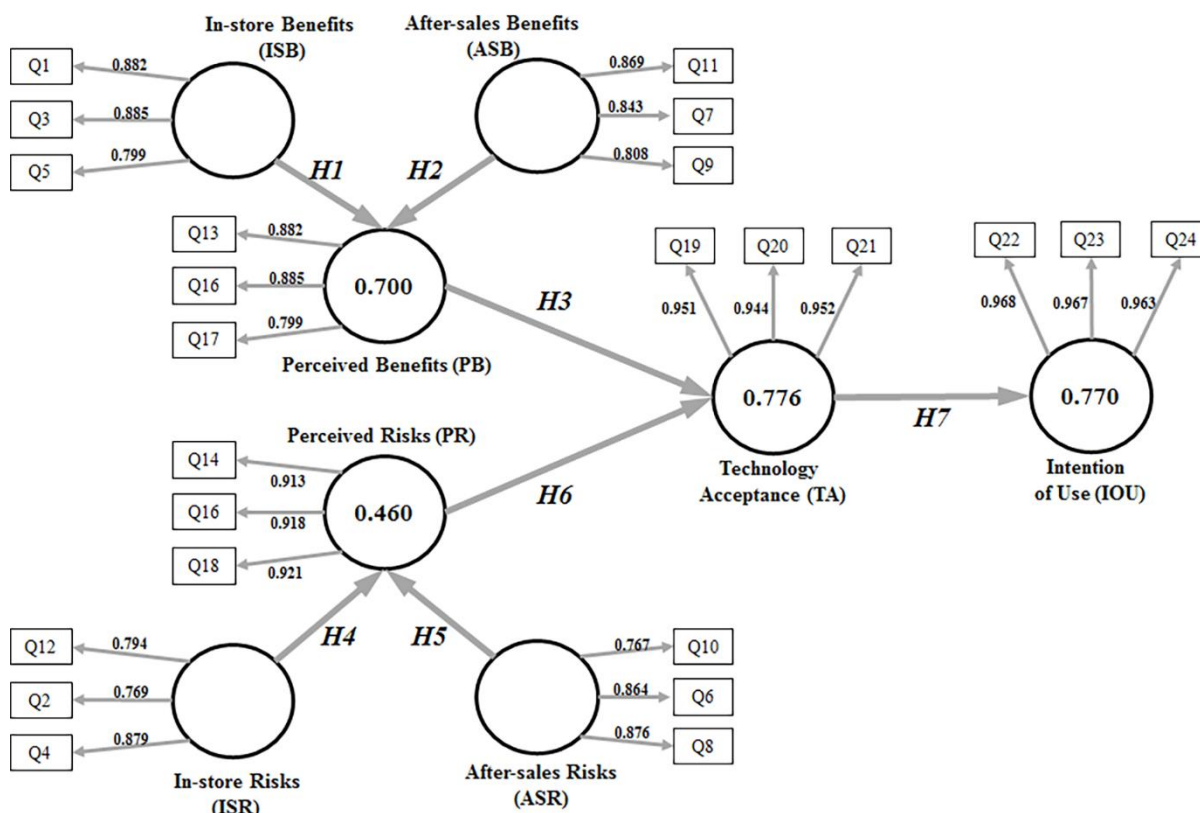 In-store Benefits
(ISB)
After-sales Benefits
(ASB)
Q1
0.882
Q3
0.885
Q5
0.799
0.869
Q11
0.843
Q7
0.808
Q9
H1
H2
Q13
0.882
Q16
0.885
Q17
0.799
0.700
Perceived Benefits (PB)
H3
Q19
Q20
Q21
0.951
0.944
0.952
0.776
Technology
Acceptance (TA)
H7
Q22
Q23
Q24
0.968
0.967
0.963
0.770
Intention
of Use (IOU)
Perceived Risks (PR)
Q14
0.913
Q16
0.918
Q18
0.921
0.460
H6
H4
H5
Q12
0.794
Q2
0.769
Q4
0.879
In-store Risks
(ISR)
0.767
Q10
0.864
Q6
0.876
Q8
After-sales Risks
(ASR)